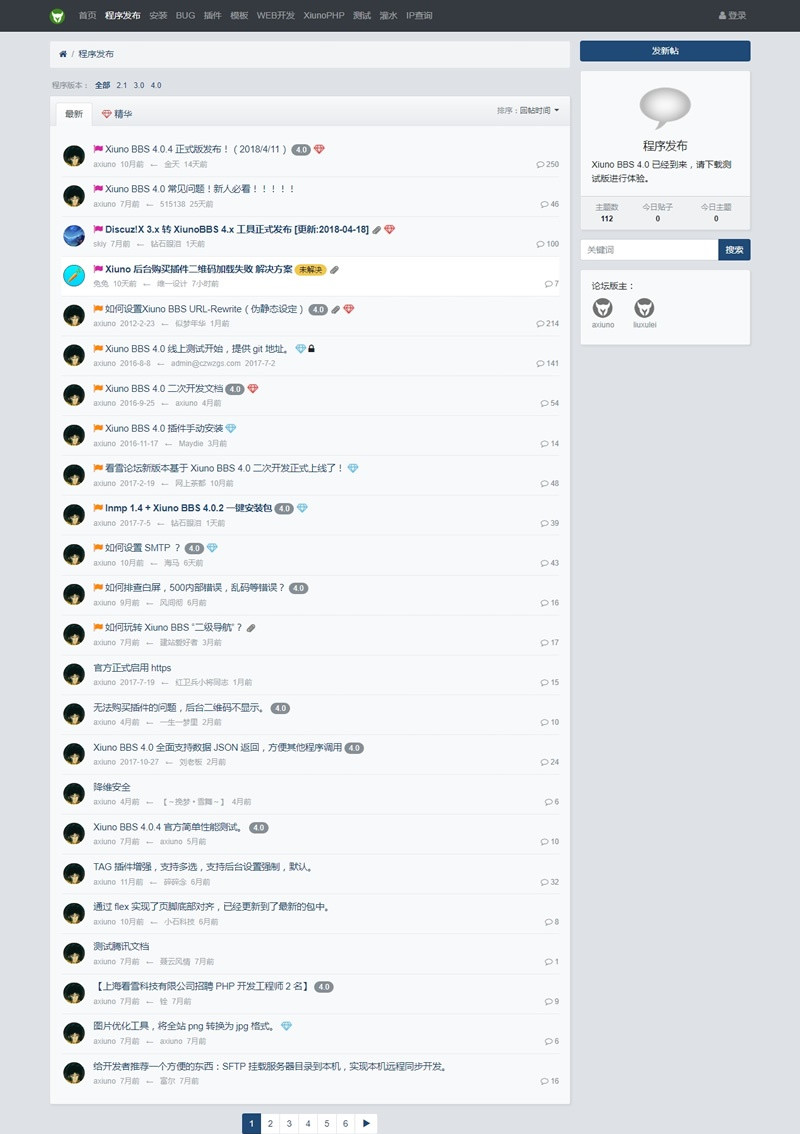 首页 程序发布 安装 BUG 插件 模板 WEB开发 XiunoPHP 测试 灌水 IP查询 登录
/ 程序发布
发新帖
程序版本： 全部 2.1 3.0 4.0
最新 精华 排序：回帖时间
Xiuno BBS 4.0.4 正式版发布！（2018/4/11） 4.0
axiuno 10月前 ← 金天 14天前 250
Xiuno BBS 4.0 常见问题！新人必看！！！！！
axiuno 7月前 ← 515138 25天前 46
Discuz!X 3.x 转 XiunoBBS 4.x 工具正式发布 [更新:2018-04-18]
skiy 7月前 ← 钻石眼泪 1天前 100
Xiuno 后台购买插件二维码加载失败 解决方案 未解决
兔兔 10天前 ← 唯一设计 7小时前 7
如何设置Xiuno BBS URL-Rewrite（伪静态设定） 4.0
axiuno 2012-2-23 ← 似梦年华 1月前 214
Xiuno BBS 4.0 线上测试开始，提供 git 地址。
axiuno 2016-8-8 ← admin@czwzgs.com 2017-7-2 141
Xiuno BBS 4.0 二次开发文档 4.0
axiuno 2016-9-25 ← axiuno 4月前 54
Xiuno BBS 4.0 插件手动安装
axiuno 2016-11-17 ← Maydie 3月前 14
看雪论坛新版本基于 Xiuno BBS 4.0 二次开发正式上线了！
axiuno 2017-2-19 ← 网上茶都 10月前 48
lnmp 1.4 + Xiuno BBS 4.0.2 一键安装包 4.0
axiuno 2017-7-5 ← 钻石眼泪 1天前 39
如何设置 SMTP ？ 4.0
axiuno 10月前 ← 海马 6天前 43
如何排查白屏，500内部错误，乱码等错误？ 4.0
axiuno 9月前 ← 风间彻 6月前 16
如何玩转 Xiuno BBS “二级导航”？
axiuno 7月前 ← 建站爱好者 3月前 17
官方正式启用 https
axiuno 2017-7-19 ← 红卫兵小将同志 1月前 15
无法购买插件的问题，后台二维码不显示。 4.0
axiuno 4月前 ← 一生一梦里 2月前 10
Xiuno BBS 4.0 全面支持数据 JSON 返回，方便其他程序调用 4.0
axiuno 2017-10-27 ← 刘老板 2月前 24
降维安全
axiuno 4月前 ← 【～挽梦•雪舞～】 4月前 6
Xiuno BBS 4.0.4 官方简单性能测试。 4.0
axiuno 7月前 ← axiuno 5月前 10
TAG 插件增强，支持多选，支持后台设置强制，默认。
axiuno 11月前 ← 碎碎念 6月前 32
通过 flex 实现了页脚底部对齐，已经更新到了最新的包中。
axiuno 10月前 ← 小石科技 6月前 8
测试腾讯文档
axiuno 7月前 ← 聂云风情 7月前 1
【上海看雪科技有限公司招聘 PHP 开发工程师 2 名】 4.0
axiuno 7月前 ← 铨 7月前 9
图片优化工具，将全站 png 转换为 jpg 格式。
axiuno 7月前 ← axiuno 7月前 6
给开发者推荐一个方便的东西：SFTP 挂载服务器目录到本机，实现本机远程同步开发。
axiuno 7月前 ← 富尔 7月前 16
1 2 3 4 5 6
程序发布
Xiuno BBS 4.0 已经到来，请下载测
试版进行体验。
主题数 今日贴子 今日主题
112 0 0
关键词 搜索
论坛版主：
axiuno liuxulei